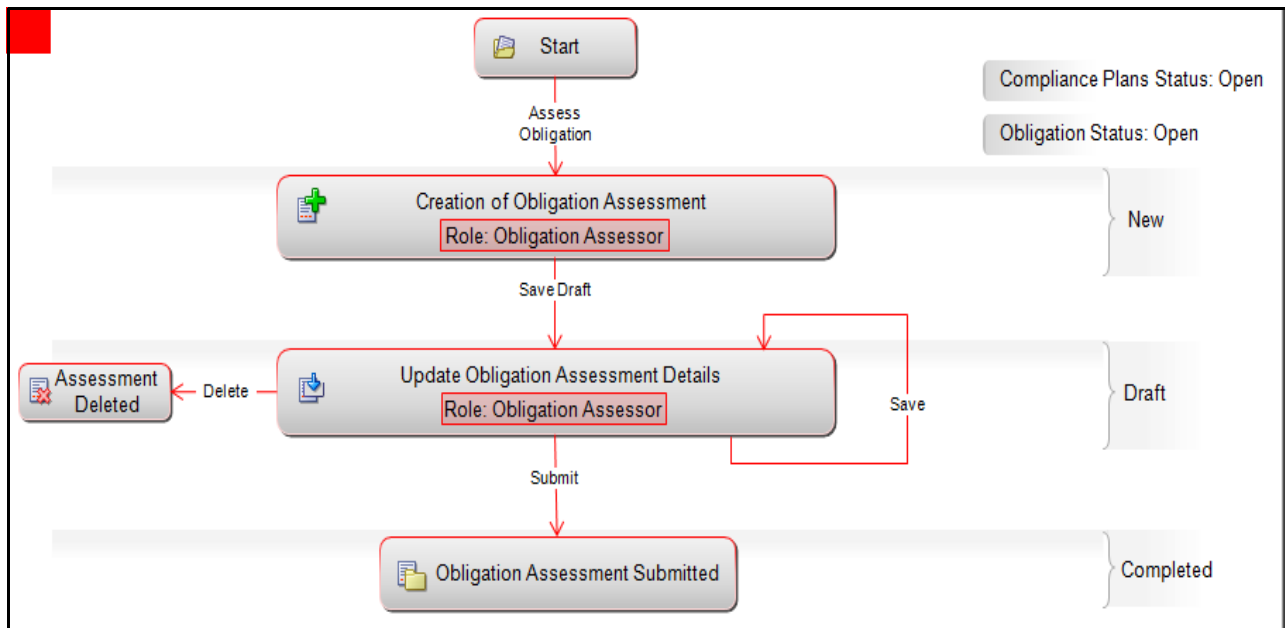 Start
Compliance Plans Status: Open
Assess
Obligation
Obligation Status: Open
Creation of Obligation Assessment
Role: Obligation Assessor
New
Save Draft
Assessment
Deleted
Delete
Update Obligation Assessment Details
Role: Obligation Assessor
Save
Draft
Submit
Obligation Assessment Submitted
Completed